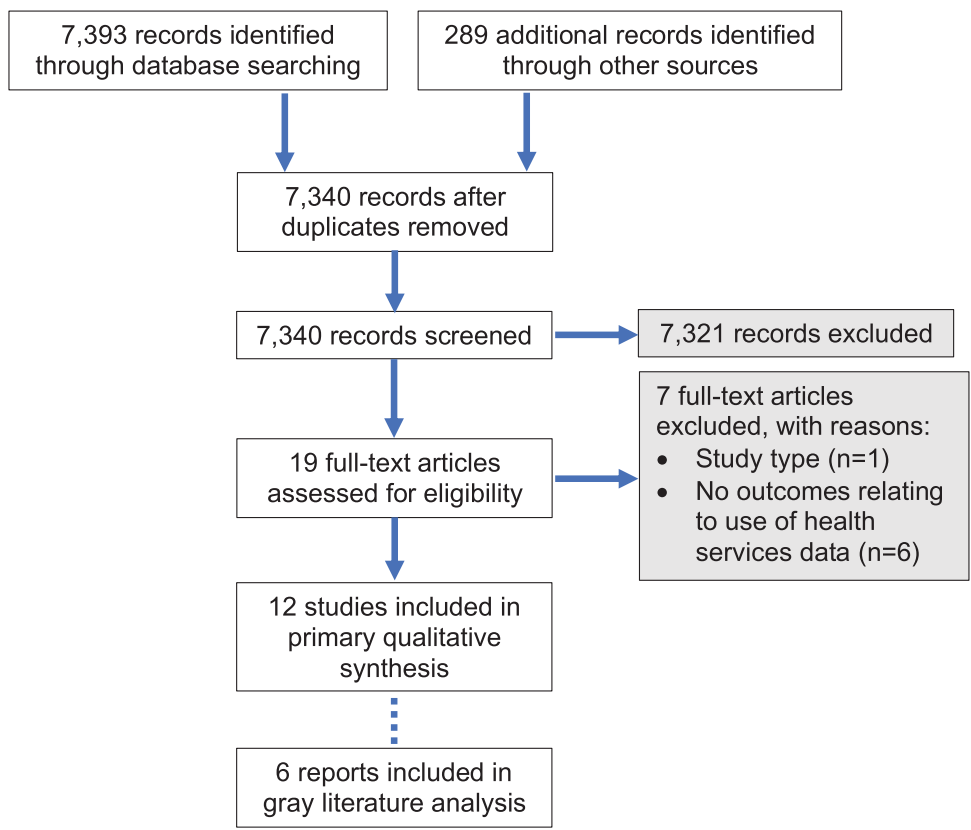 7,393 records identified
through database searching
289 additional records identified
through other sources
7,340 records after
duplicates removed
7,340 records screened
7,321 records excluded
19 full-text articles
assessed for eligibility
7 full-text articles
excluded, with reasons:
• Study type (n=1)
• No outcomes relating
to use of health
services data (n=6)
12 studies included in
primary qualitative
synthesis
6 reports included in
gray literature analysis